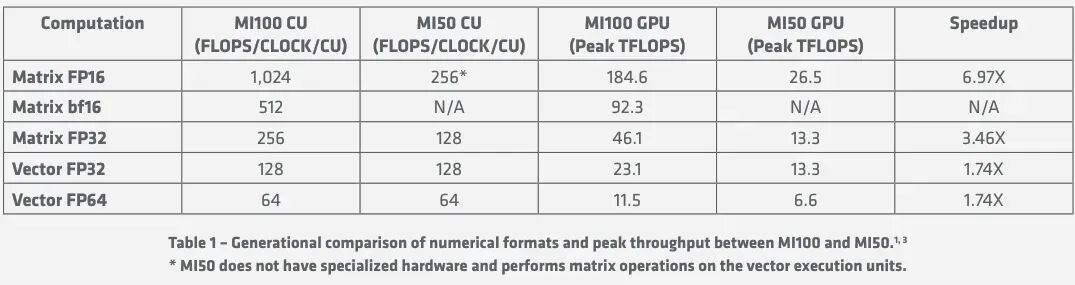 Computation MI100 CU MI50 CU MI100 GPU MI50 GPU Speedup
(FLOPS/CLOCK/CU) (FLOPS/CLOCK/CU) (Peak TFLOPS) (Peak TFLOPS)
Matrix FP16 1,024 256* 184.6 26.5 6.97X
Matrix bf16 512 N/A 92.3 N/A N/A
Matrix FP32 256 128 46.1 13.3 3.46X
Vector FP32 128 128 23.1 13.3 1.74X
Vector FP64 64 64 11.5 6.6 1.74X
Table 1 – Generational comparison of numerical formats and peak throughput between MI100 and MI50.1, 3
* MI50 does not have specialized hardware and performs matrix operations on the vector execution units.